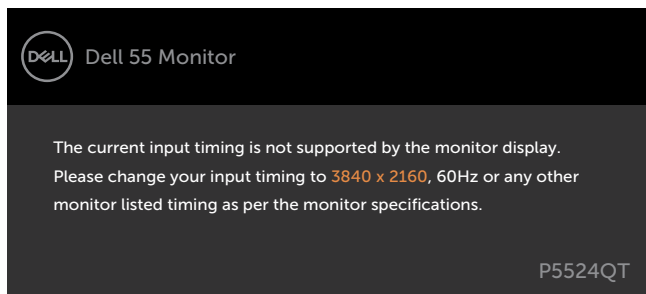 DELL Dell 55 Monitor
The current input timing is not supported by the monitor display.
Please change your input timing to 3840 x 2160, 60Hz or any other
monitor listed timing as per the monitor specifications.
P5524QT